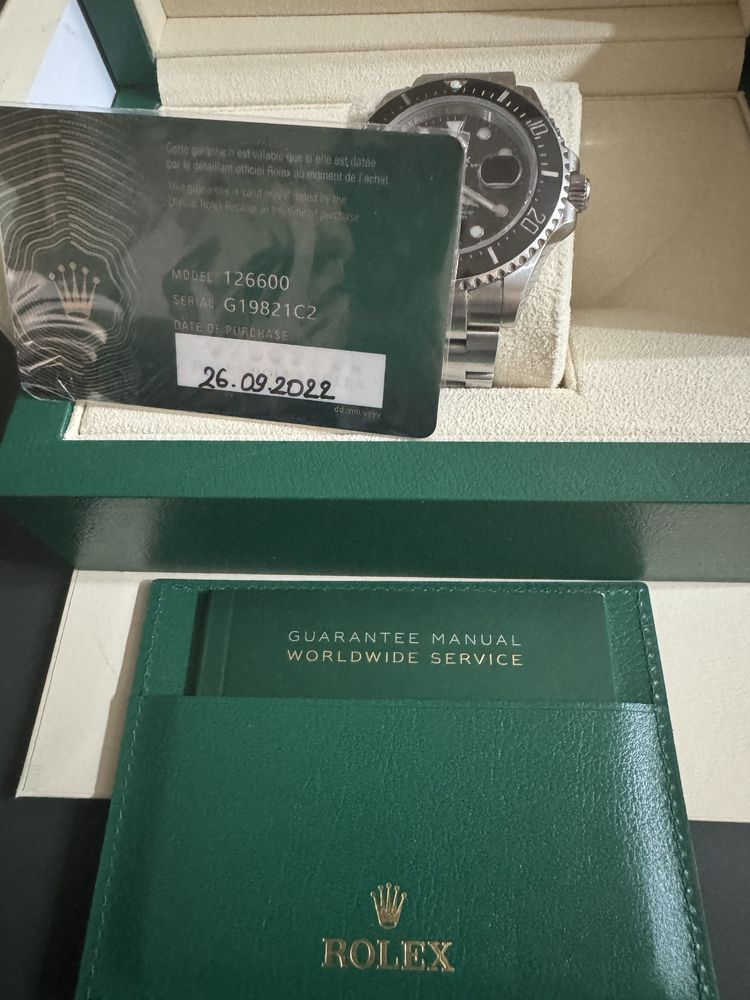 Cette garantie n'est valable que si elle est datée
par le détaillant officiel Rolex au moment de l'achat
This guarantee is valid only if dated by the
Official Rolex Retailer at the time of purchase
MODEL 126600
SERIAL G19821C2
DATE OF PURCHASE
26.09.2022
dd.mm.yyyy
10
20
GUARANTEE MANUAL
WORLDWIDE SERVICE
ROLEX